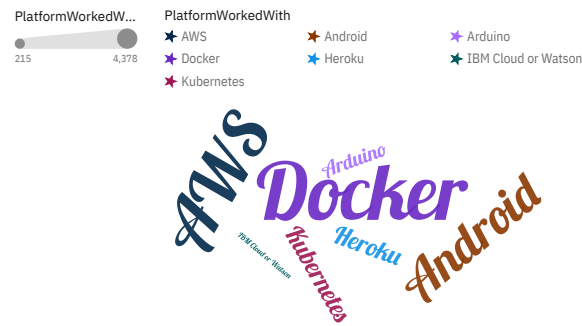 PlatformWorkedW... PlatformWorkedWith
AWS Android Arduino
215 4,378 Docker Heroku IBM Cloud or Watson
Kubernetes
AWS
Arduino
Docker
Android
Heroku
Kubernetes
IBM Cloud or Watson